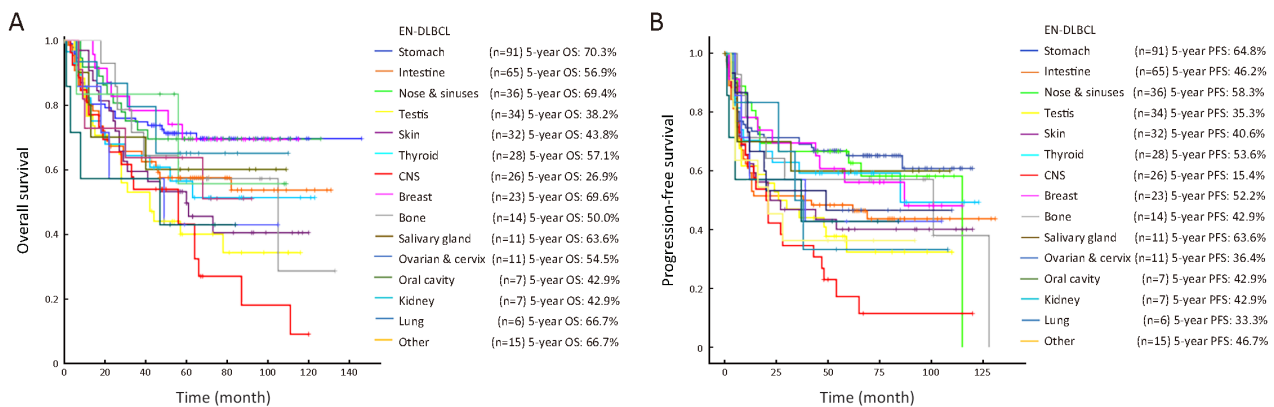 A
EN-DLBCL
Stomach (n=91) 5-year OS: 70.3%
Intestine (n=65) 5-year OS: 56.9%
Nose & sinuses (n=36) 5-year OS: 69.4%
Testis (n=34) 5-year OS: 38.2%
Skin (n=32) 5-year OS: 43.8%
Thyroid (n=28) 5-year OS: 57.1%
CNS (n=26) 5-year OS: 26.9%
Breast (n=23) 5-year OS: 69.6%
Bone (n=14) 5-year OS: 50.0%
Salivary gland (n=11) 5-year OS: 63.6%
Ovarian & cervix (n=11) 5-year OS: 54.5%
Oral cavity (n=7) 5-year OS: 42.9%
Kidney (n=7) 5-year OS: 42.9%
Lung (n=6) 5-year OS: 66.7%
Other (n=15) 5-year OS: 66.7%
Overall survival
1.0
0.8
0.6
0.4
0.2
0
0 20 40 60 80 100 120 140
Time (month)
B
EN-DLBCL
Stomach (n=91) 5-year PFS: 64.8%
Intestine (n=65) 5-year PFS: 46.2%
Nose & sinuses (n=36) 5-year PFS: 58.3%
Testis (n=34) 5-year PFS: 35.3%
Skin (n=32) 5-year PFS: 40.6%
Thyroid (n=28) 5-year PFS: 53.6%
CNS (n=26) 5-year PFS: 15.4%
Breast (n=23) 5-year PFS: 52.2%
Bone (n=14) 5-year PFS: 42.9%
Salivary gland (n=11) 5-year PFS: 63.6%
Ovarian & cervix (n=11) 5-year PFS: 36.4%
Oral cavity (n=7) 5-year PFS: 42.9%
Kidney (n=7) 5-year PFS: 42.9%
Lung (n=6) 5-year PFS: 33.3%
Other (n=15) 5-year PFS: 46.7%
Progression-free survival
1.0
0.8
0.6
0.4
0.2
0
0 25 50 75 100 125
Time (month)